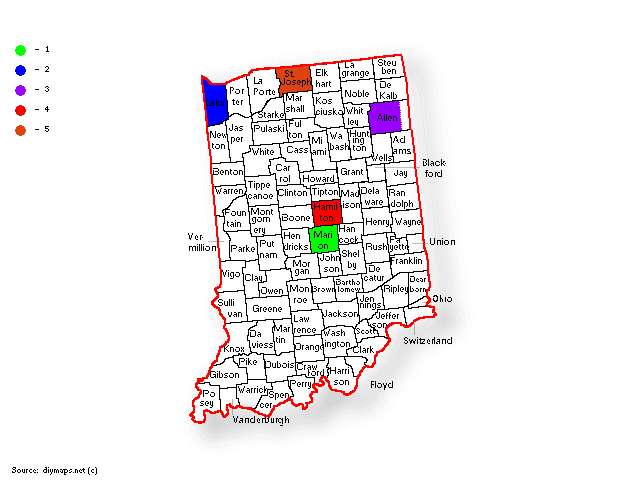 - 1
- 2
- 3
- 4
- 5
St.
Joseph
La
Porte
Elk
hart
La
grange
Steu
ben
Por
ter
Lake
Mar
shall
Kos
ciusko
Noble
De
Kalb
Starke
Whit
ley
Allen
New
ton
Jas
per
Pulaski
Ful
ton
Mi
ami
Wa
bash
Hunt
ing
ton
Ad
ams
Wells
White
Cass
Benton
Car
rol
Howard
Grant
Jay
Black-
ford
Warren
Tippe
canoe
Clinton
Tipton
Mad
ison
Dela
ware
Ran
dolph
Foun
tain
Mont
gom
ery
Boone
Hamil
ton
Henry
Wayne
Ver-
million
Parke
Put
nam
Hen
dricks
Mari
on
Han
cock
Rush
Fa
yette
Union
Shel
by
John
son
Mor
gan
Franklin
Vigo
Clay
Owen
Mon
roe
Brown
Bartho
lomew
De
catur
Ripley
Dear
born
Sulli
van
Greene
Jackson
Jen
nings
Jeffer
son
Ohio
Switzerland
Law
rence
Knox
Da
viess
Mar
tin
Orange
Wash
ington
Scott
Clark
Pike
Dubois
Craw
ford
Harri
son
Floyd
Gibson
Po
sey
Warrick
Spen
cer
Perry
Vanderburgh
Source: diymaps.net (c)